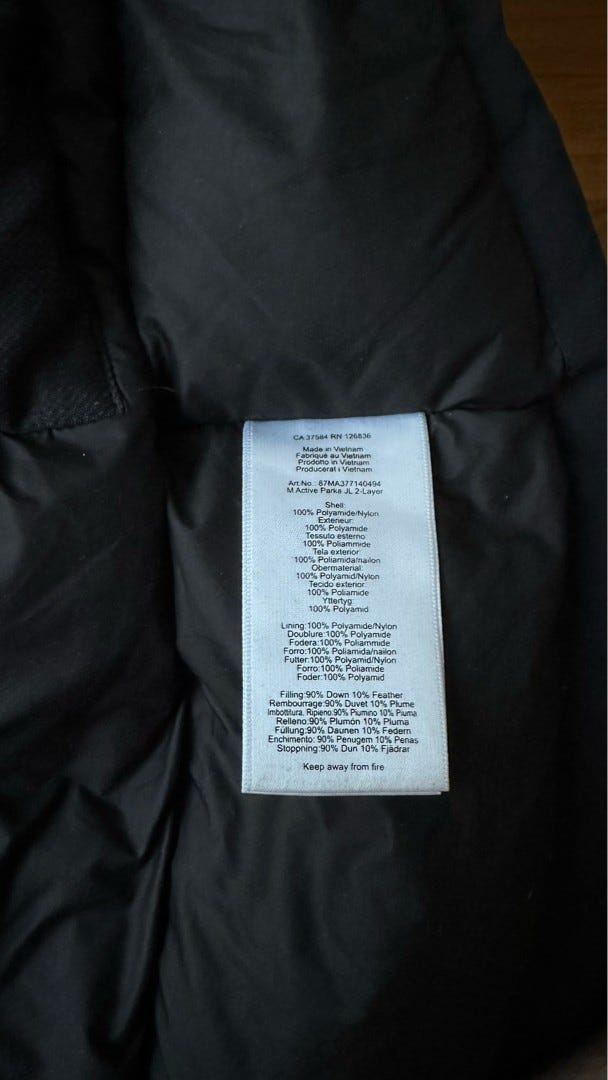 CA 37584 RN 126836
Made in Vietnam
Fabriqué au Vietnam
Prodotto in Vietnam
Producerat i Vietnam
Art.No.: 87MA377140494
M Active Parka JL 2-Layer
Shell:
100% Polyamide/Nylon
Exterieur:
100% Polyamide
Tessuto esterno
100% Poliammide
Tela exterior:
100% Poliamida/nailon
Obermaterial:
100% Polyamid/Nylon
Tecido exterior:
100% Poliamide
Yttertyg:
100% Polyamid
Lining:100% Polyamide/Nylon
Doublure:100% Polyamide
Fodera:100% Poliammide
Forro:100% Poliamida/nailon
Futter:100% Polyamid/Nylon
Forro:100% Poliamide
Foder:100% Polyamid
Filling:90% Down 10% Feather
Rembourrage:90% Duvet 10% Plume
Imbottitura, Ripieno:90% Piumino 10% Piuma
Relleno:90% Plumón 10% Pluma
Füllung:90% Daunen 10% Federn
Enchimento: 90% Penugem 10% Penas
Stoppning:90% Dun 10% Fjädrar
Keep away from fire